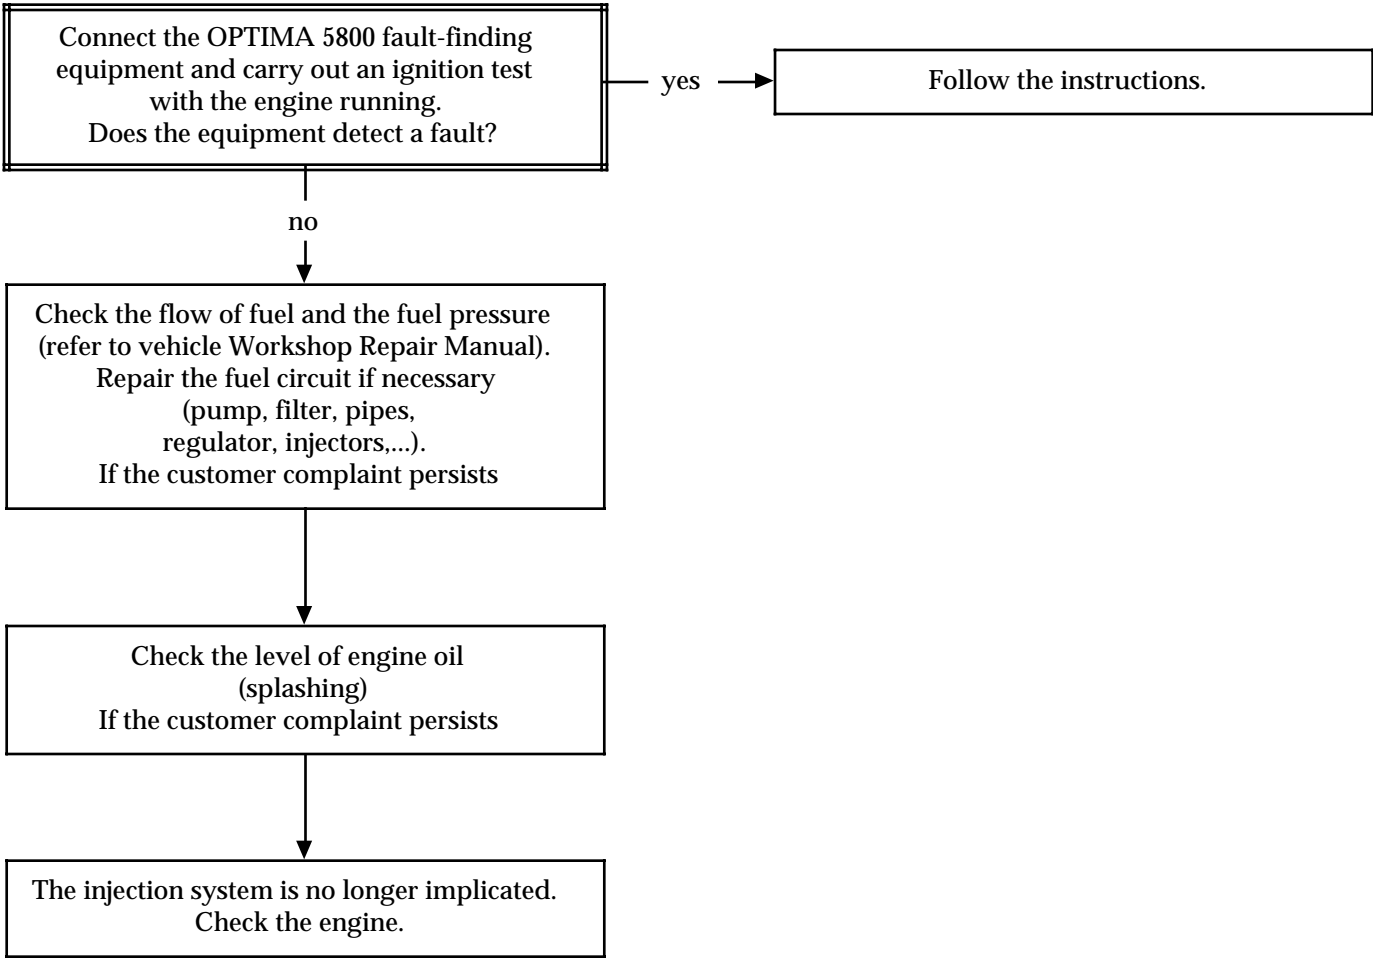 Connect the OPTIMA 5800 fault-finding
equipment and carry out an ignition test
with the engine running.
Does the equipment detect a fault?
yes
Follow the instructions.
no
Check the flow of fuel and the fuel pressure
(refer to vehicle Workshop Repair Manual).
Repair the fuel circuit if necessary
(pump, filter, pipes,
regulator, injectors,...).
If the customer complaint persists
Check the level of engine oil
(splashing)
If the customer complaint persists
The injection system is no longer implicated.
Check the engine.